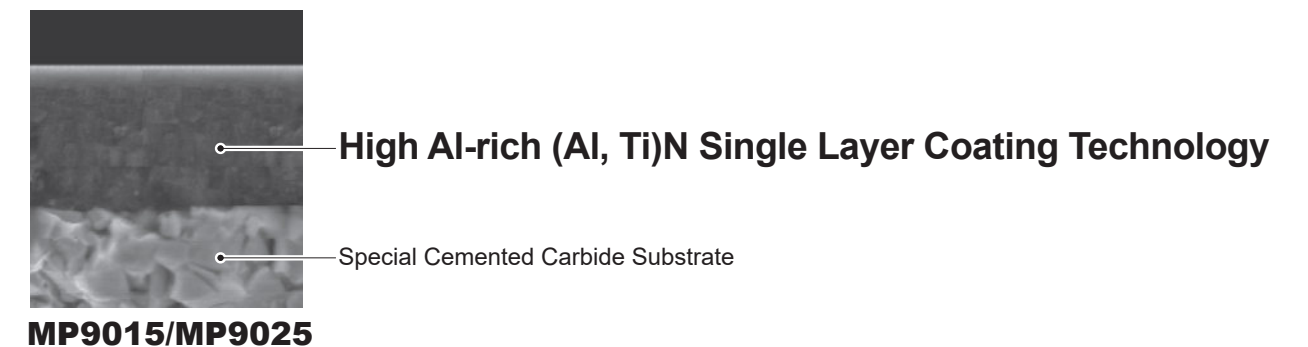 High Al-rich (Al, Ti)N Single Layer Coating Technology
Special Cemented Carbide Substrate
MP9015/MP9025